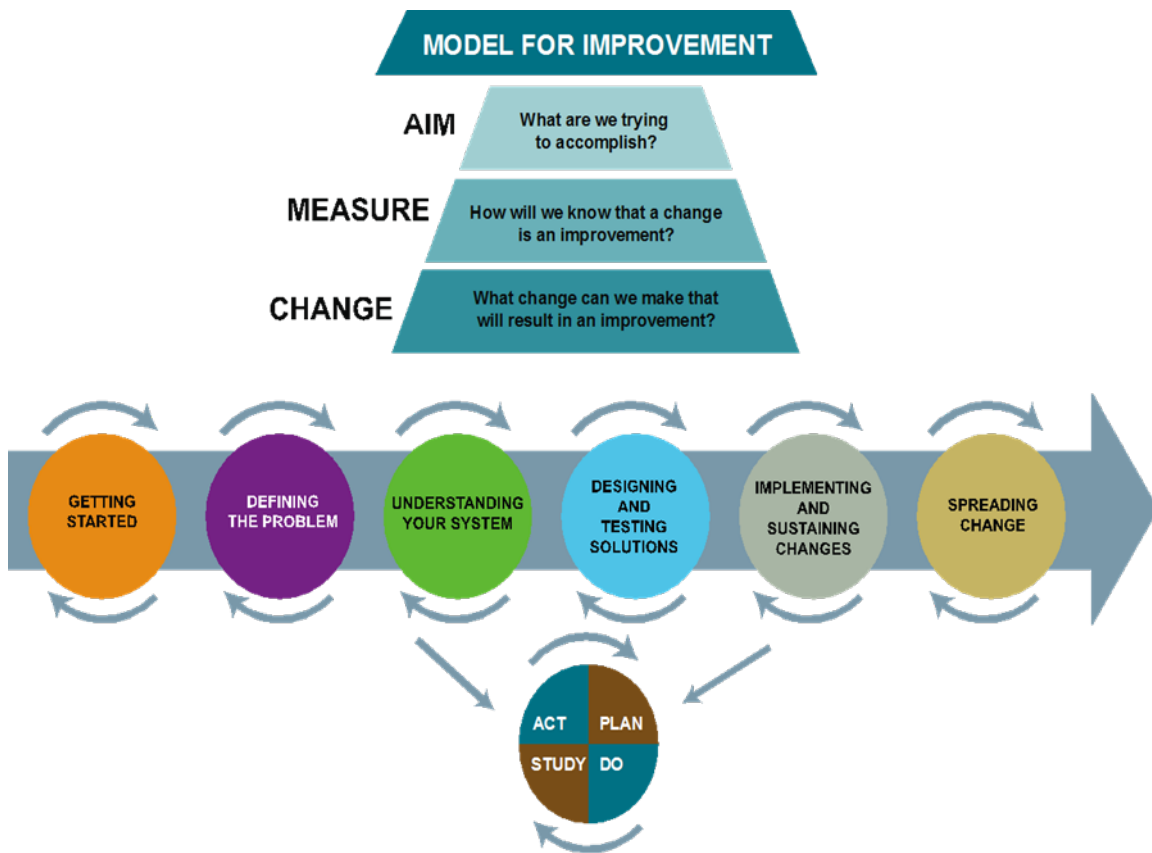 MODEL FOR IMPROVEMENT
AIM
What are we trying
to accomplish?
MEASURE
How will we know that a change
is an improvement?
CHANGE
What change can we make that
will result in an improvement?
GETTING
STARTED
DEFINING
THE PROBLEM
UNDERSTANDING
YOUR SYSTEM
DESIGNING
AND
TESTING
SOLUTIONS
IMPLEMENTING
AND
SUSTAINING
CHANGES
SPREADING
CHANGE
ACT
PLAN
STUDY
DO